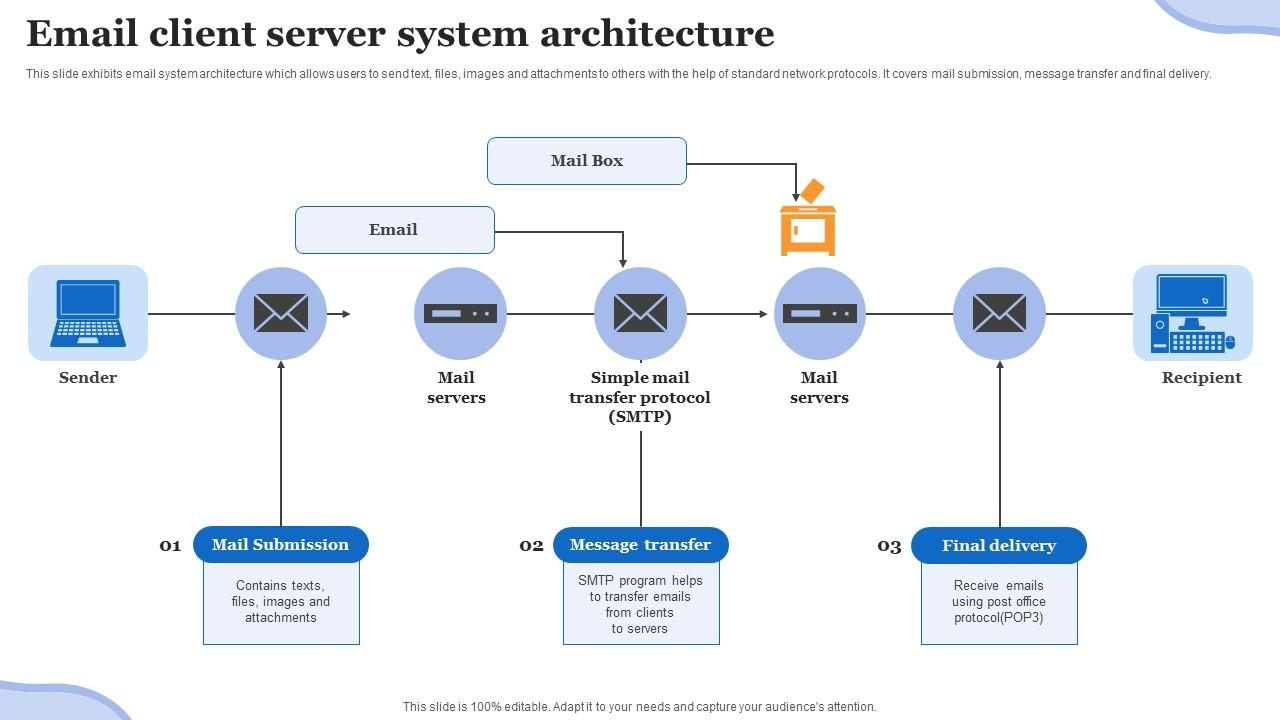 Email client server system architecture
This slide exhibits email system architecture which allows users to send text, files, images and attachments to others with the help of standard network protocols. It covers mail submission, message transfer and final delivery.
Mail Box
Email
Sender
Mail
servers
Simple mail
transfer protocol
(SMTP)
Mail
servers
Recipient
01
Mail Submission
Contains texts,
files, images and
attachments
02
Message transfer
SMTP program helps
to transfer emails
from clients
to servers
03
Final delivery
Receive emails
using post office
protocol(POP3)
This slide is 100% editable. Adapt it to your needs and capture your audience's attention.